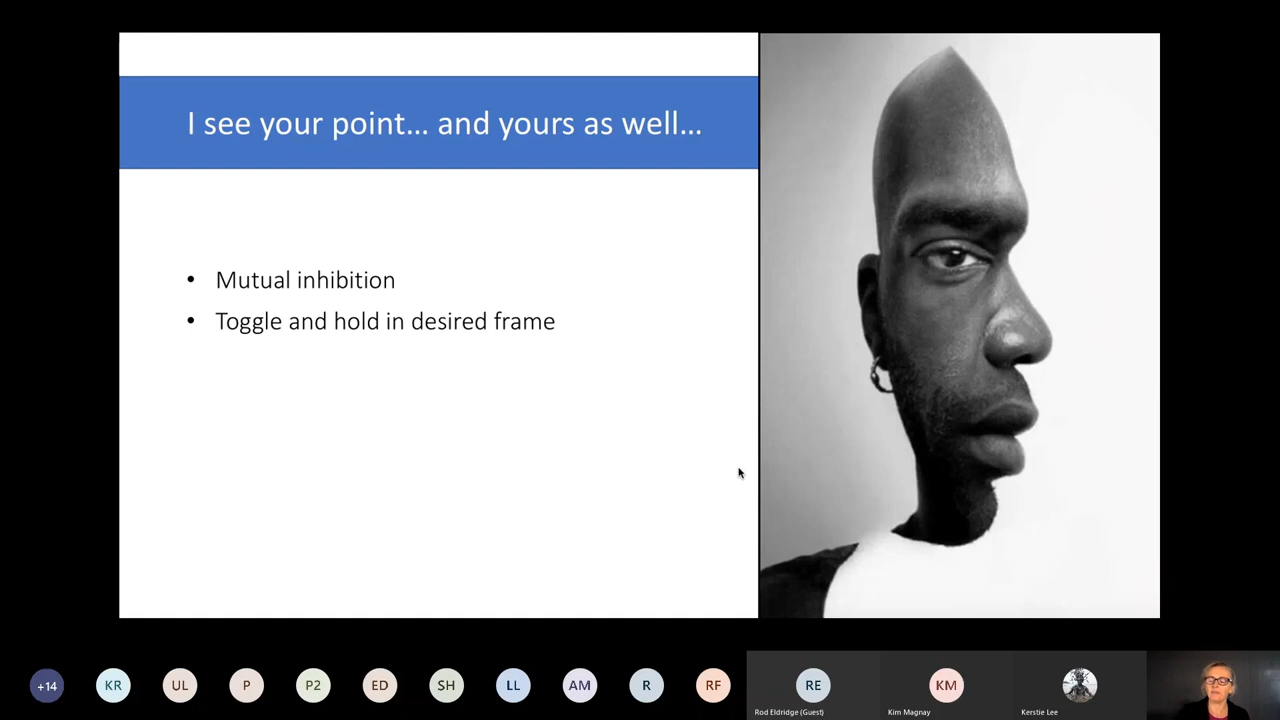 I see your point... and yours as well...
• Mutual inhibition
• Toggle and hold in desired frame
+14
KR
UL
P
P2
ED
SH
LL
AM
R
RF
RE
KM
Rod Eldridge (Guest)
Kim Magnay
Kerstie Lee